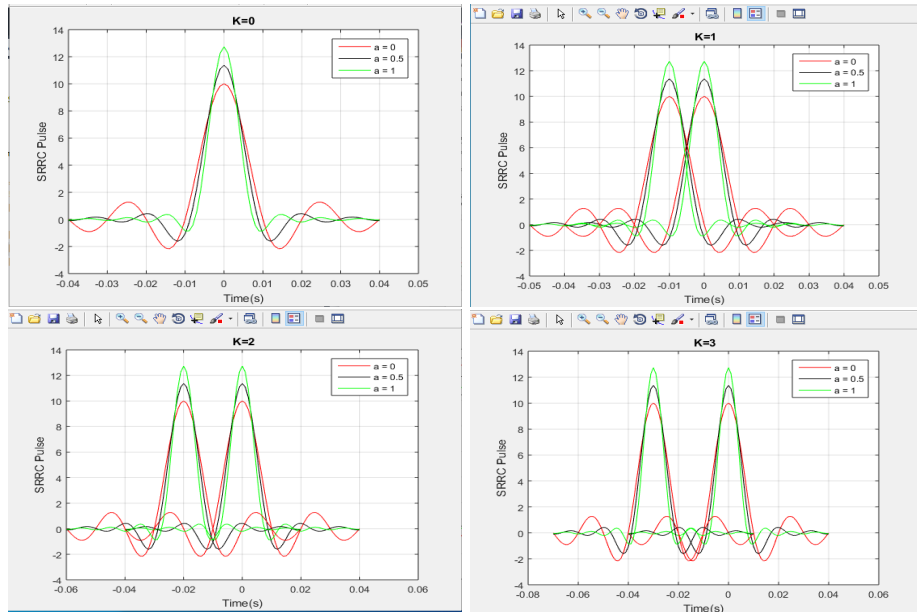 K=0
SRRC Pulse
14
12
10
8
6
4
2
0
-2
-4
-0.04 -0.03 -0.02 -0.01 0 0.01 0.02 0.03 0.04 0.05
Time(s)
a = 0
a = 0.5
a = 1
K=1
SRRC Pulse
14
12
10
8
6
4
2
0
-2
-4
-0.05 -0.04 -0.03 -0.02 -0.01 0 0.01 0.02 0.03 0.04 0.05
Time(s)
a = 0
a = 0.5
a = 1
K=2
SRRC Pulse
14
12
10
8
6
4
2
0
-2
-4
-0.06 -0.04 -0.02 0 0.02 0.04 0.06
Time(s)
a = 0
a = 0.5
a = 1
K=3
SRRC Pulse
14
12
10
8
6
4
2
0
-2
-4
-0.08 -0.06 -0.04 -0.02 0 0.02 0.04 0.06
Time(s)
a = 0
a = 0.5
a = 1